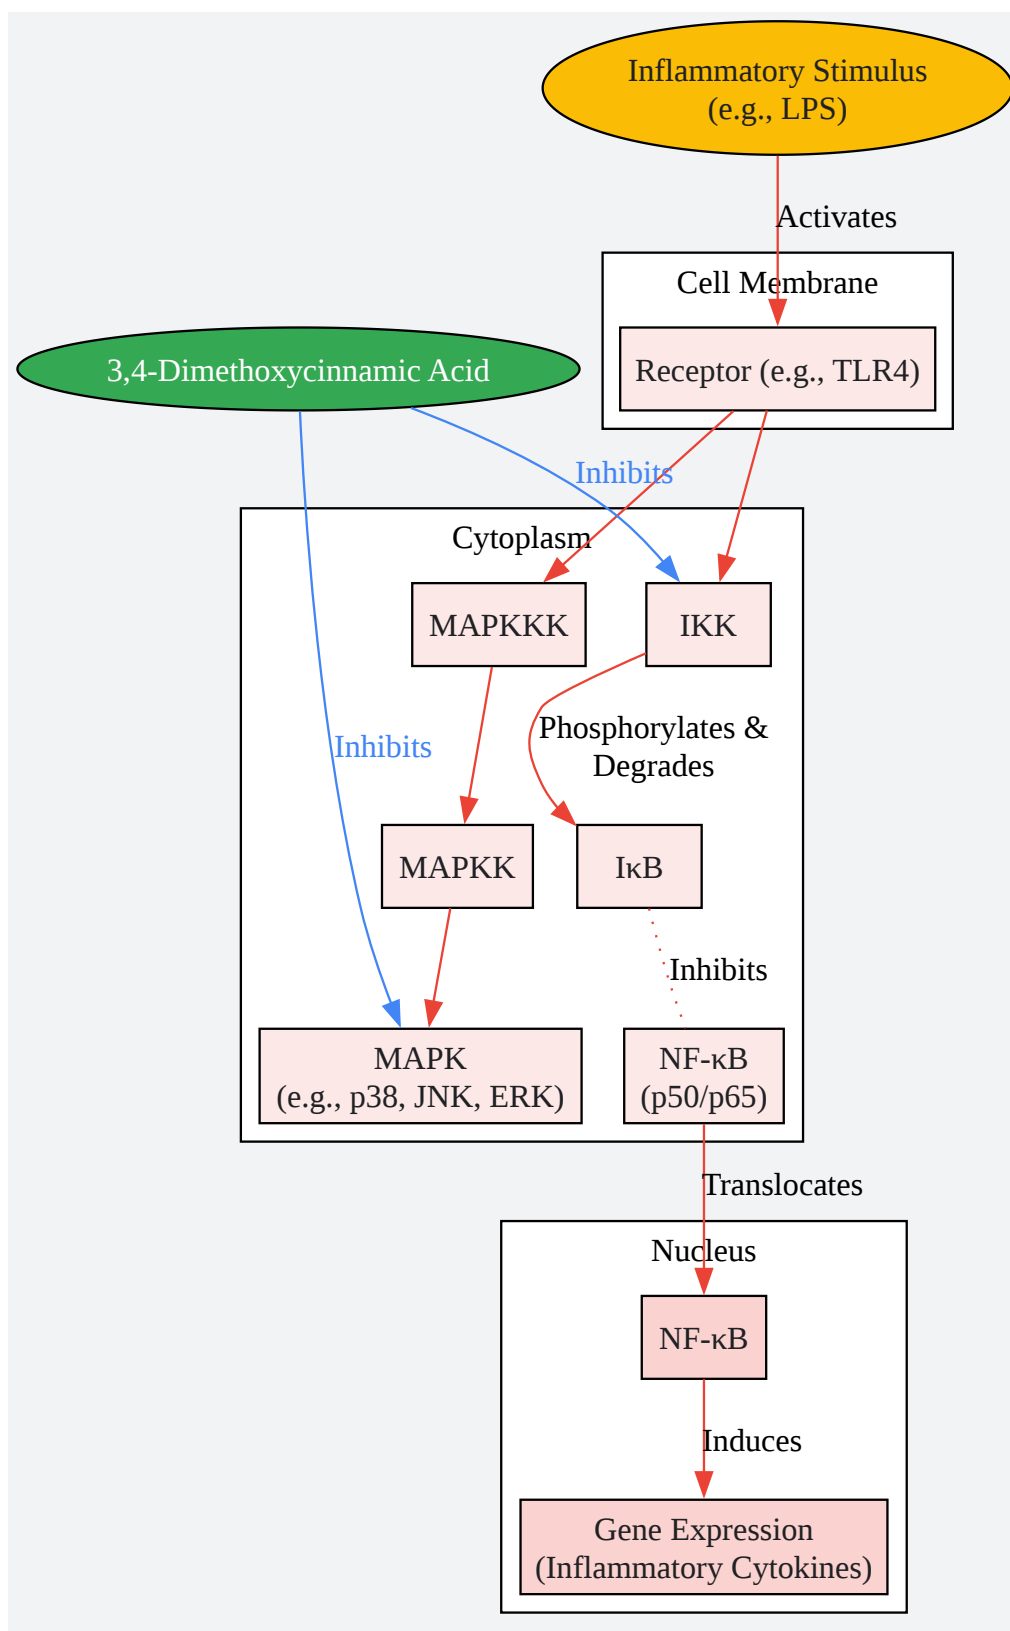 Inflammatory Stimulus
(e.g., LPS)
Activates
Cell Membrane
Receptor (e.g., TLR4)
3,4-Dimethoxycinnamic Acid
Inhibits
Cytoplasm
MAPKKK
IKK
Phosphorylates &
Degrades
Inhibits
MAPKK
IκB
Inhibits
MAPK
(e.g., p38, JNK, ERK)
NF-κB
(p50/p65)
Translocates
Nucleus
NF-κB
Induces
Gene Expression
(Inflammatory Cytokines)